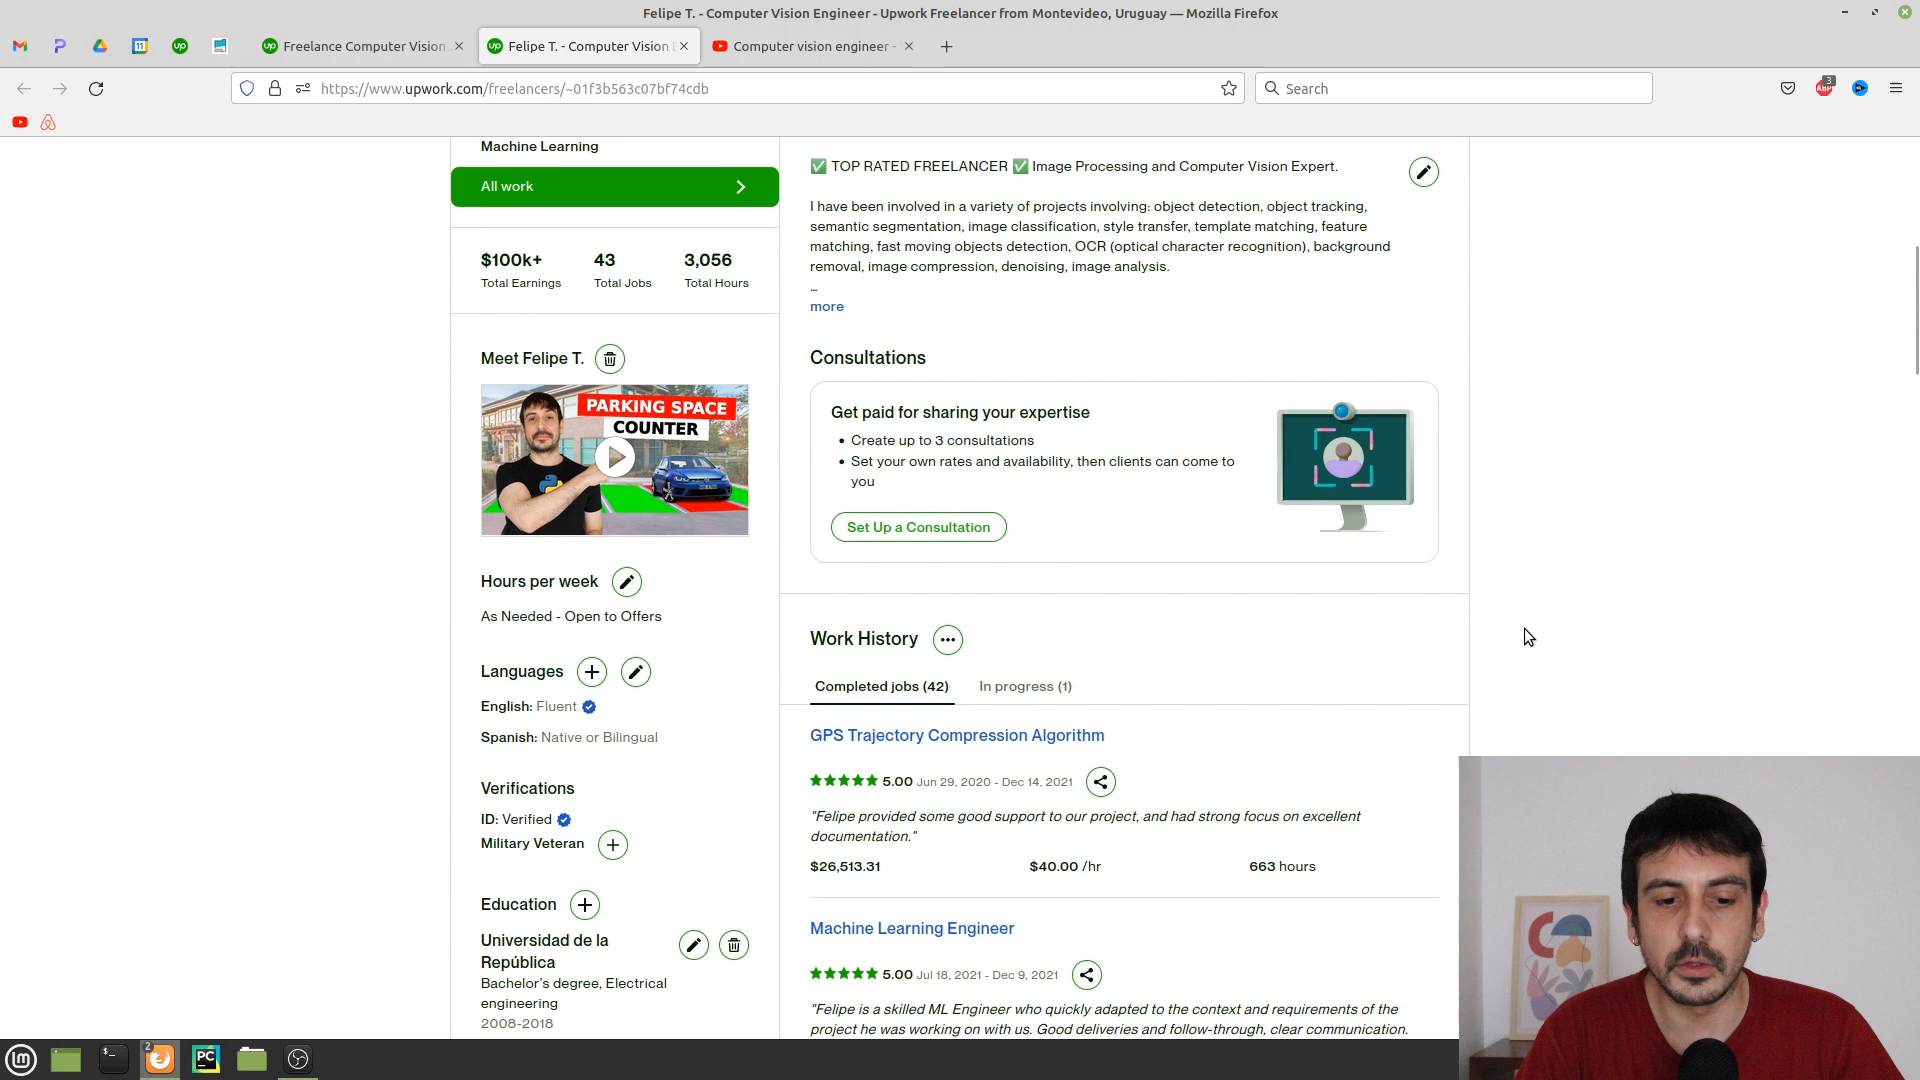 Felipe T. - Computer Vision Engineer - Upwork Freelancer from Montevideo, Uruguay — Mozilla Firefox
Freelance Computer Vision
Felipe T. - Computer Vision E
Computer vision engineer -
https://www.upwork.com/freelancers/~01f3b563c07bf74cdb
Search
3
ABP
Machine Learning
All work
$100k+
Total Earnings
43
Total Jobs
3,056
Total Hours
Meet Felipe T.
PARKING SPACE
COUNTER
Hours per week
As Needed - Open to Offers
Languages
English: Fluent
Spanish: Native or Bilingual
Verifications
ID: Verified
Military Veteran
Education
Universidad de la
República
Bachelor's degree, Electrical
engineering
2008-2018
✅ TOP RATED FREELANCER ✅ Image Processing and Computer Vision Expert.
I have been involved in a variety of projects involving: object detection, object tracking,
semantic segmentation, image classification, style transfer, template matching, feature
matching, fast moving objects detection, OCR (optical character recognition), background
removal, image compression, denoising, image analysis.
…
more
Consultations
Get paid for sharing your expertise
• Create up to 3 consultations
• Set your own rates and availability, then clients can come to
you
Set Up a Consultation
Work History
Completed jobs (42)
In progress (1)
GPS Trajectory Compression Algorithm
5.00 Jun 29, 2020 - Dec 14, 2021
"Felipe provided some good support to our project, and had strong focus on excellent
documentation."
$26,513.31
$40.00 /hr
663 hours
Machine Learning Engineer
5.00 Jul 18, 2021 - Dec 9, 2021
"Felipe is a skilled ML Engineer who quickly adapted to the context and requirements of the
project he was working on with us. Good deliveries and follow-through, clear communication.
2
PC